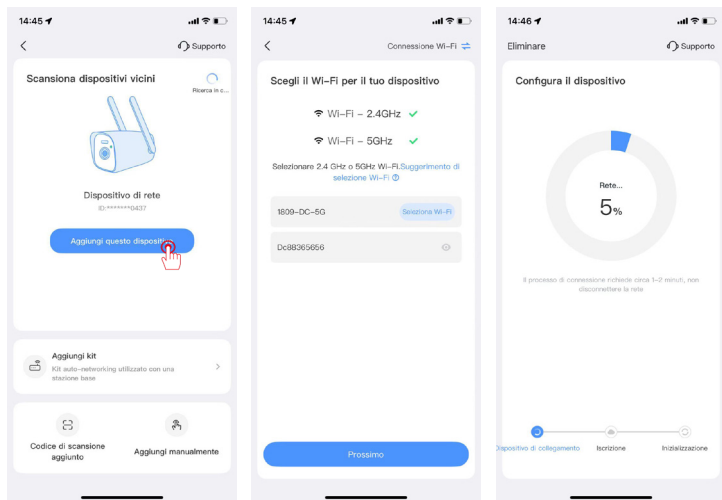 14:45
Supporto
Scansiona dispositivi vicini
Ricerca in c...
Dispositivo di rete
ID:*******0437
Aggiungi questo dispositivo
Aggiungi kit
Kit auto-networking utilizzato con una
stazione base
Codice di scansione
aggiunto
Aggiungi manualmente
14:45
Connessione Wi-Fi
Scegli il Wi-Fi per il tuo dispositivo
Wi-Fi - 2.4GHz
Wi-Fi - 5GHz
Selezionare 2.4 GHz o 5GHz Wi-Fi.Suggerimento di
selezione Wi-Fi
1809-DC-5G
Seleziona Wi-Fi
Dc88365656
Prossimo
14:46
Eliminare
Supporto
Configura il dispositivo
Rete...
5%
Il processo di connessione richiede circa 1-2 minuti, non
disconnettere la rete
Dispositivo di collegamento
Iscrizione
Inizializzazione